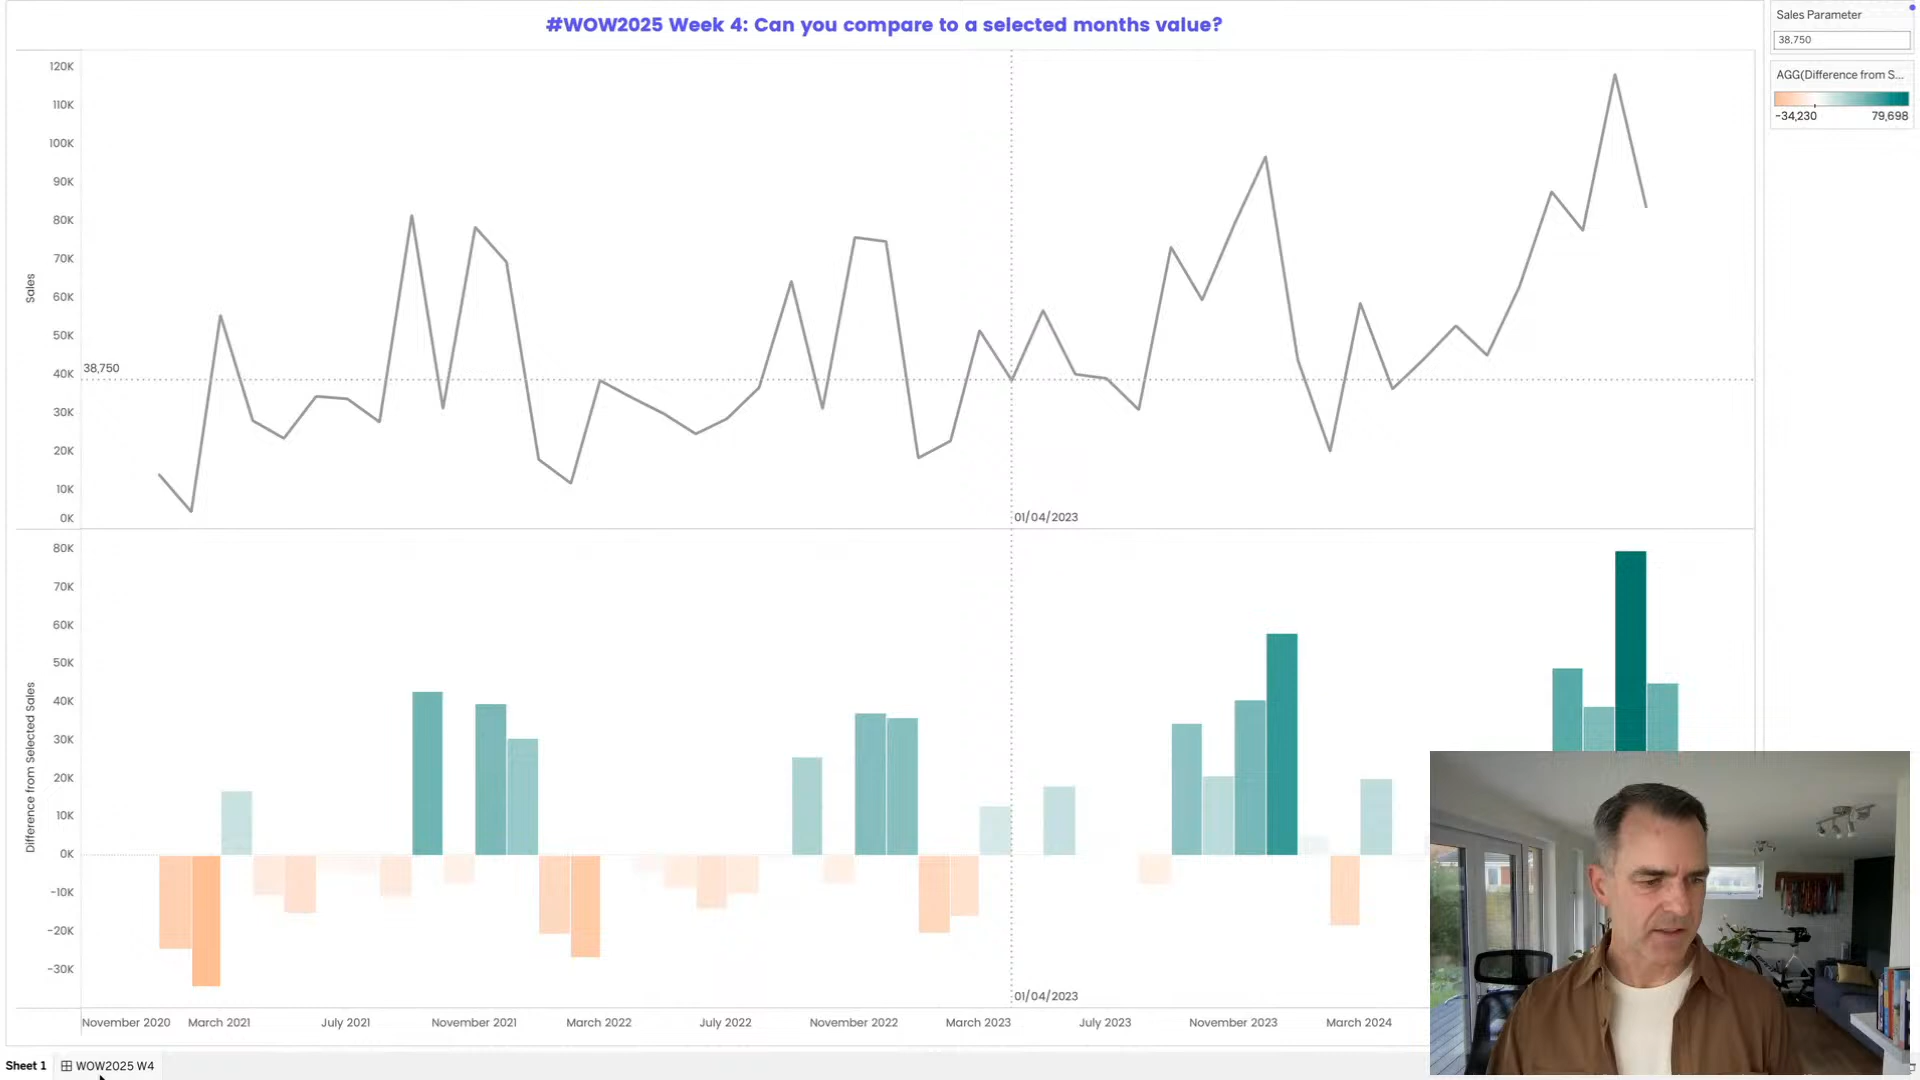 #WOW2025 Week 4: Can you compare to a selected months value?
Sales Parameter
38,750
AGG(Difference from S...
-34,230
79,698
120K
110K
100K
90K
80K
70K
60K
50K
40K
30K
20K
10K
0K
Sales
38,750
01/04/2023
80K
70K
60K
50K
40K
30K
20K
10K
0K
-10K
-20K
-30K
Difference from Selected Sales
01/04/2023
November 2020 March 2021 July 2021 November 2021 March 2022 July 2022 November 2022 March 2023 July 2023 November 2023 March 2024
Sheet 1
WOW2025 W4